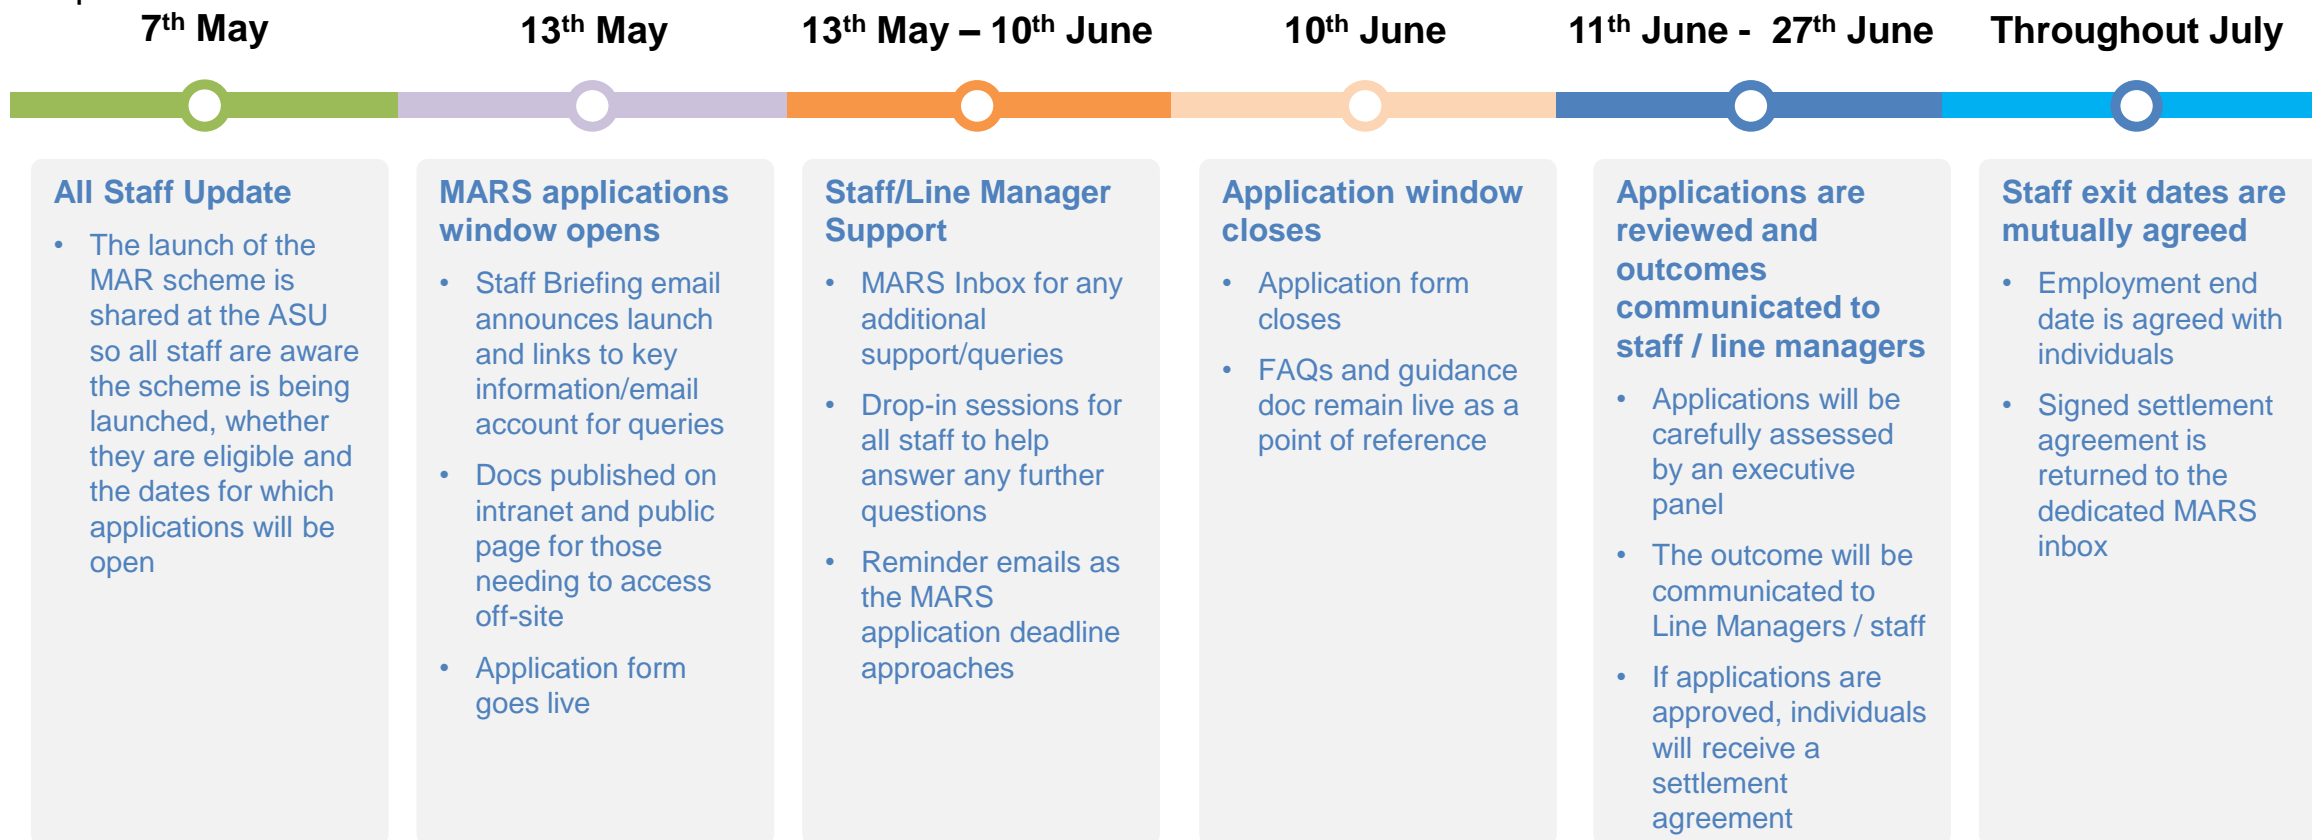 7th May
13th May
13th May – 10th June
10th June
11th June - 27th June
Throughout July
All Staff Update
• The launch of the
MAR scheme is
shared at the ASU
so all staff are aware
the scheme is being
launched, whether
they are eligible and
the dates for which
applications will be
open
MARS applications
window opens
• Staff Briefing email
announces launch
and links to key
information/email
account for queries
• Docs published on
intranet and public
page for those
needing to access
off-site
• Application form
goes live
Staff/Line Manager
Support
• MARS Inbox for any
additional
support/queries
• Drop-in sessions for
all staff to help
answer any further
questions
• Reminder emails as
the MARS
application deadline
approaches
Application window
closes
• Application form
closes
• FAQs and guidance
doc remain live as a
point of reference
Applications are
reviewed and
outcomes
communicated to
staff / line managers
• Applications will be
carefully assessed
by an executive
panel
• The outcome will be
communicated to
Line Managers / staff
• If applications are
approved, individuals
will receive a
settlement
agreement
Staff exit dates are
mutually agreed
• Employment end
date is agreed with
individuals
• Signed settlement
agreement is
returned to the
dedicated MARS
inbox